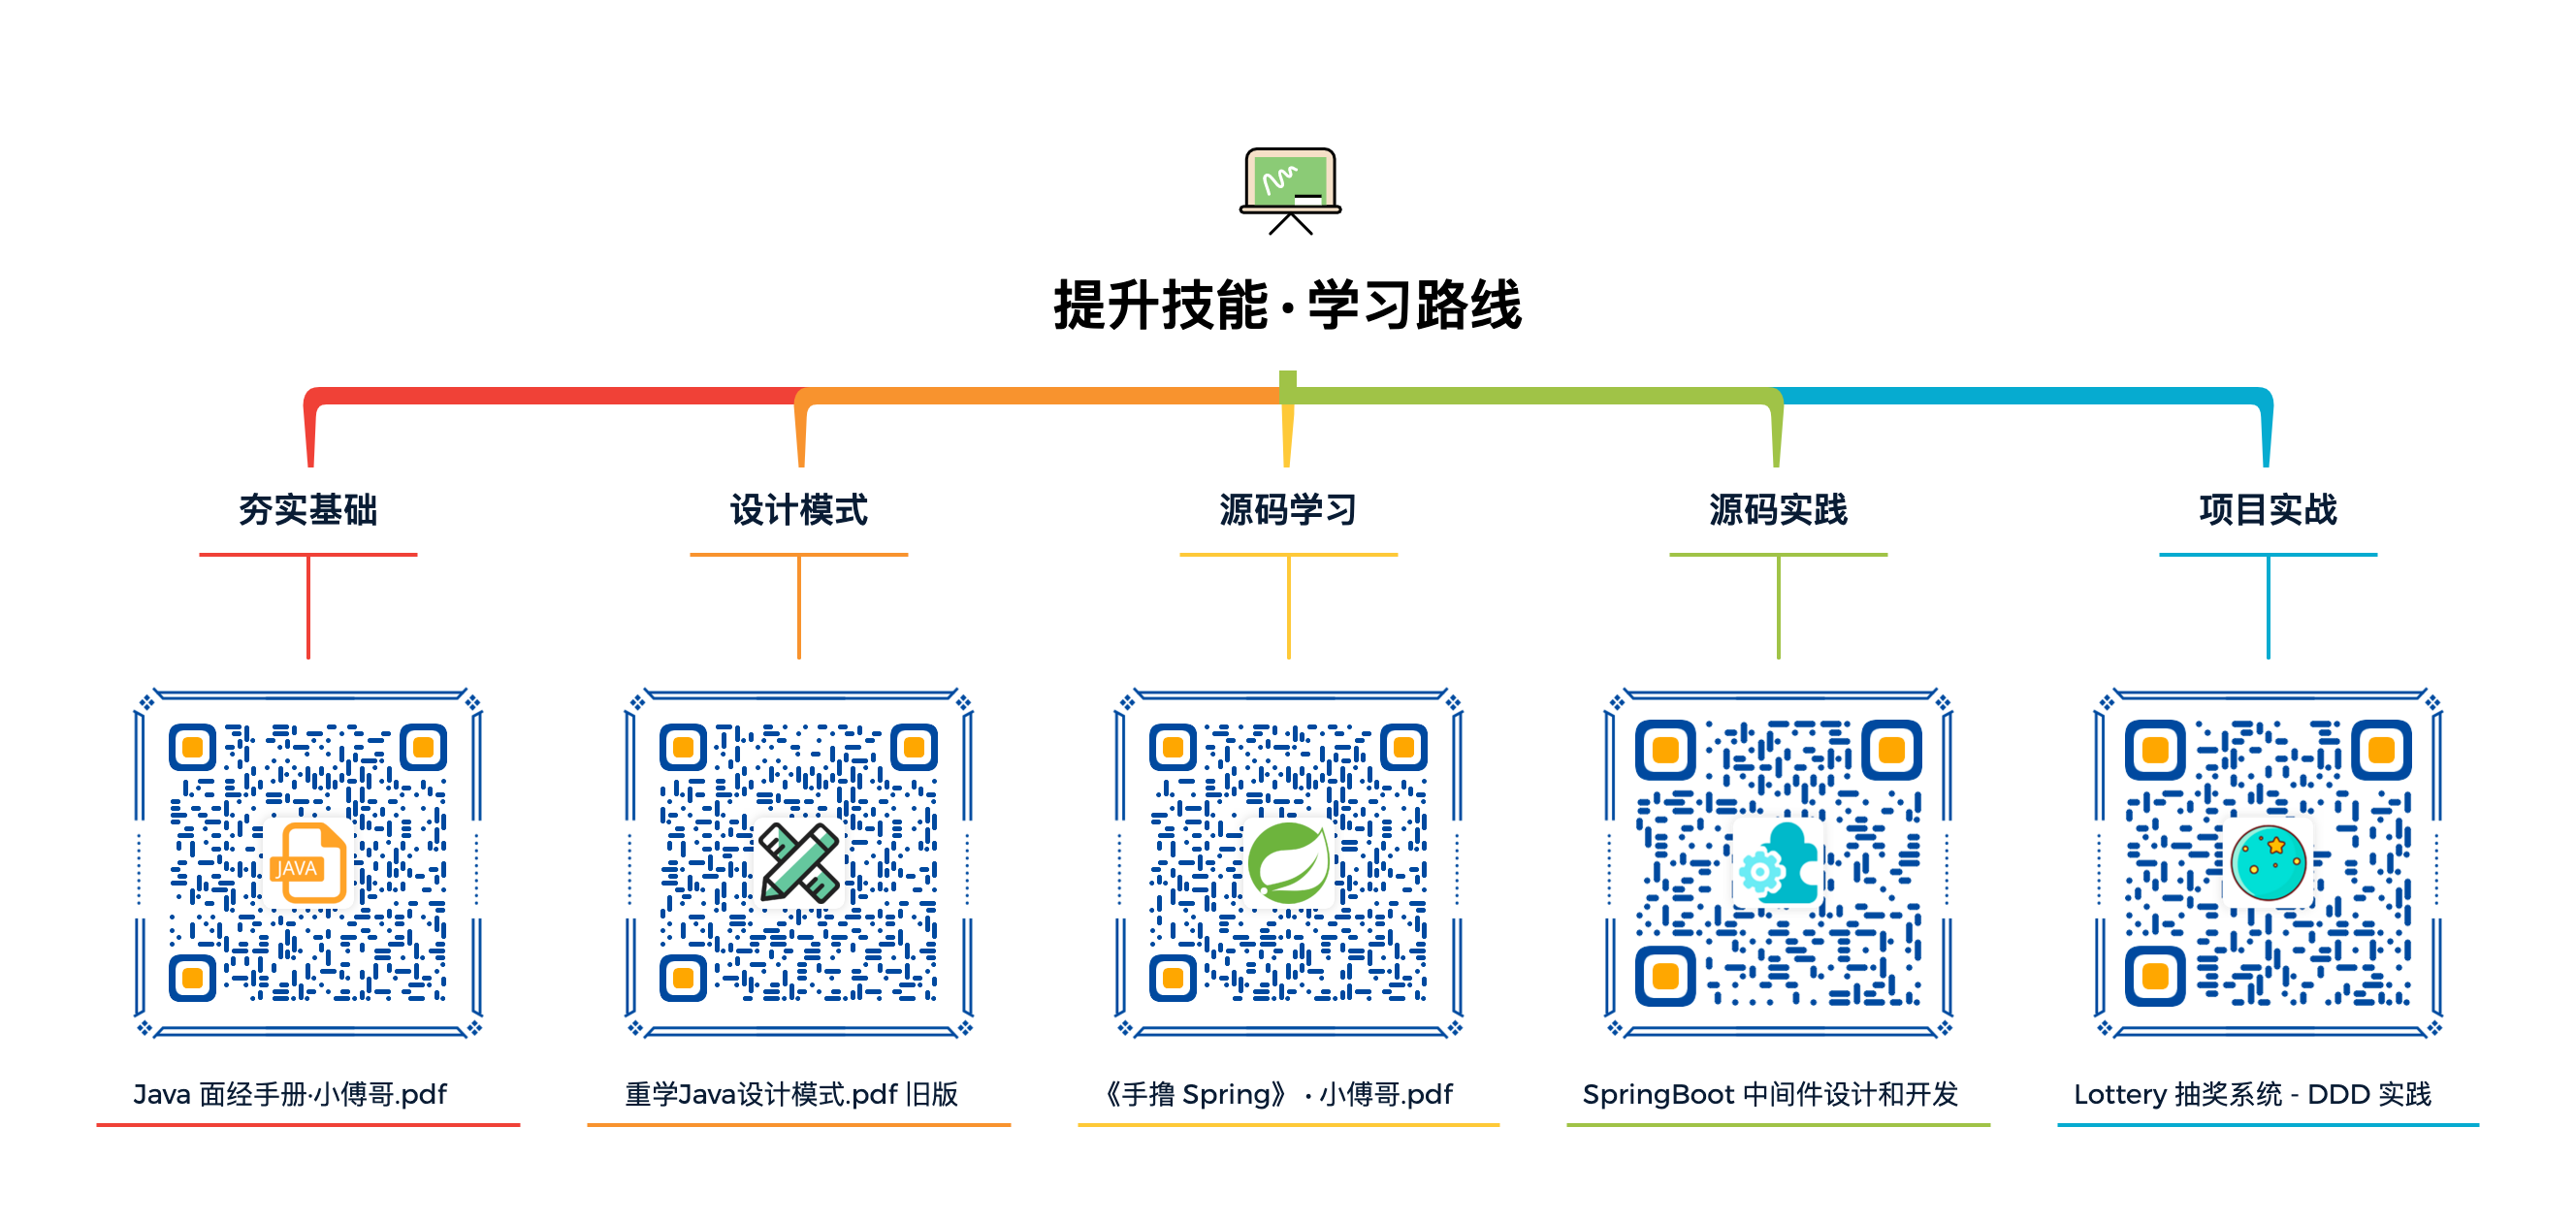 提升技能·学习路线
夯实基础
设计模式
源码学习
源码实践
项目实战
JAVA
Java 面经手册·小傅哥.pdf
重学Java设计模式.pdf 旧版
《手撸 Spring》 · 小傅哥.pdf
SpringBoot 中间件设计和开发
Lottery 抽奖系统 - DDD 实践